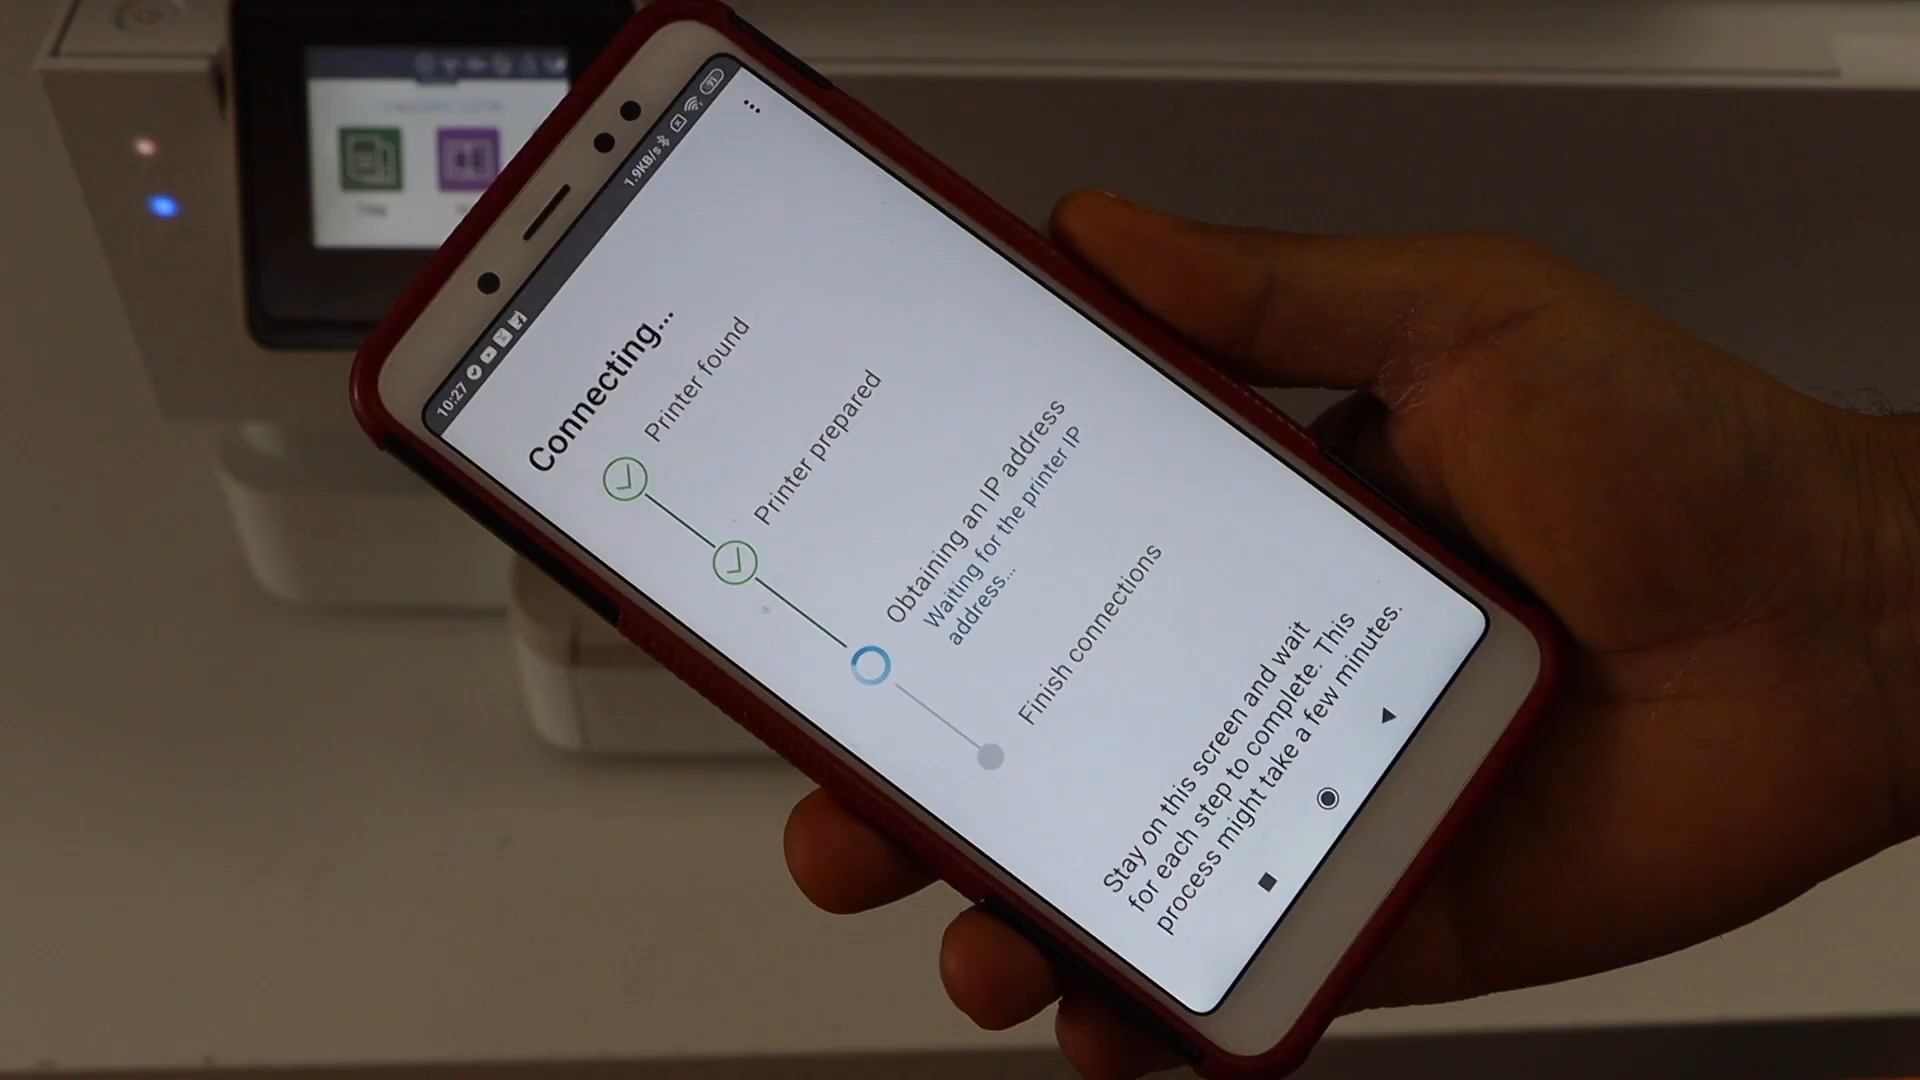 10:27
1.9KB/s
91
Connecting...
Printer found
Printer prepared
Obtaining an IP address
Waiting for the printer IP
address...
Finish connections
Stay on this screen and wait
for each step to complete. This
process might take a few minutes.